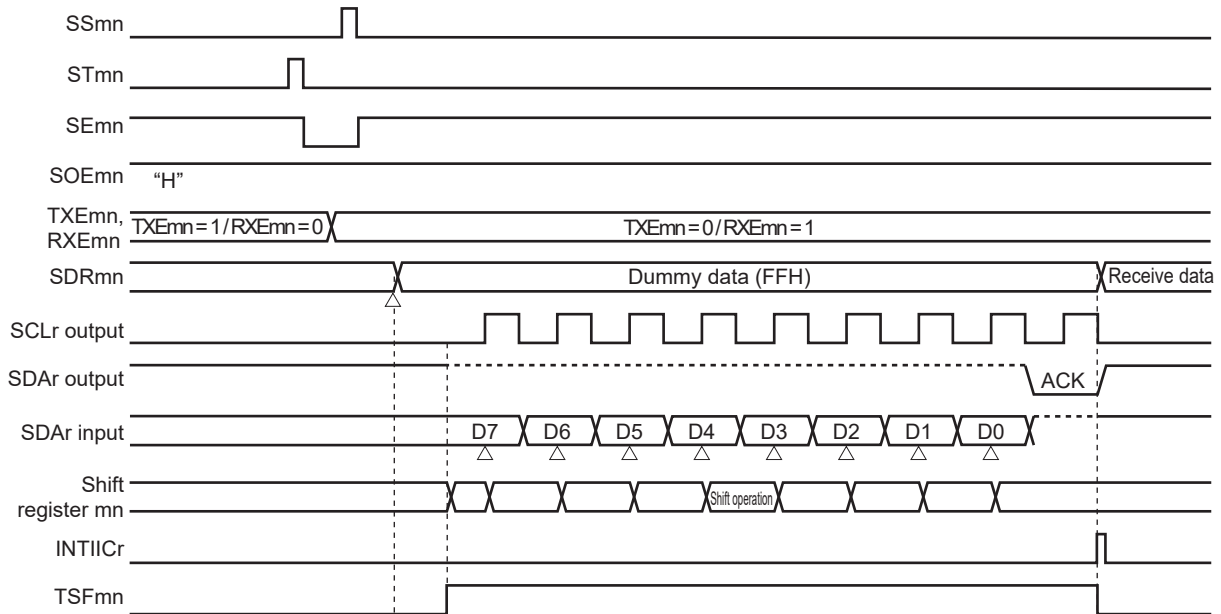 SSmn
STmn
SEmn
SOEmn “H”
TXEmn,
RXEmn TXEmn=1/RXEmn=0 TXEmn=0/RXEmn=1
SDRmn Dummy data (FFH) Receive data
SCLr output
SDAr output ACK
SDAr input D7 D6 D5 D4 D3 D2 D1 D0
Shift
register mn Shift operation
INTIICr
TSFmn